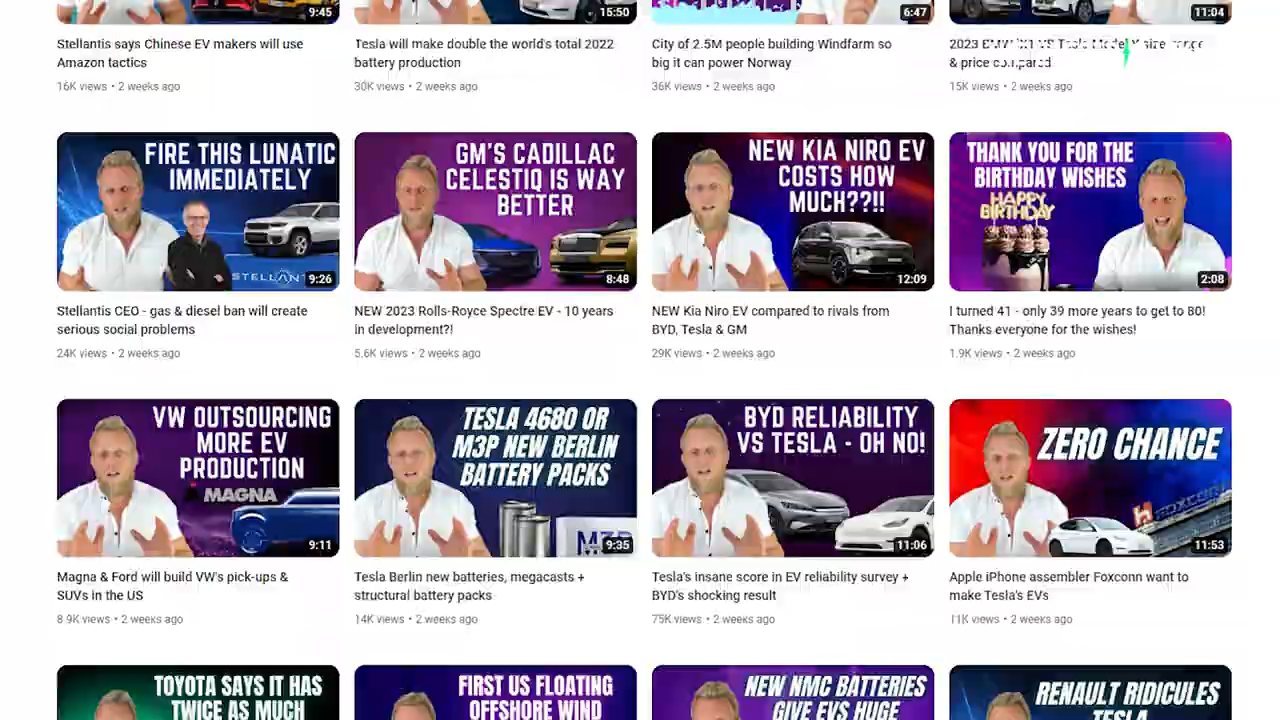 9:45
15:50
6:47
11:04
Stellantis says Chinese EV makers will use
Amazon tactics
16K views • 2 weeks ago
Tesla will make double the world's total 2022
battery production
30K views • 2 weeks ago
City of 2.5M people building Windfarm so
big it can power Norway
36K views • 2 weeks ago
2023 BMW iX1 VS Tesla Model Y size range
& price compared
15K views • 2 weeks ago
FIRE THIS LUNATIC
IMMEDIATELY
9:26
GM'S CADILLAC
CELESTIQ IS WAY
BETTER
8:48
NEW KIA NIRO EV
COSTS HOW
MUCH??!!
12:09
THANK YOU FOR THE
BIRTHDAY WISHES
HAPPY
BIRTHDAY
2:08
Stellantis CEO - gas & diesel ban will create
serious social problems
24K views • 2 weeks ago
NEW 2023 Rolls-Royce Spectre EV - 10 years
in development?!
5.6K views • 2 weeks ago
NEW Kia Niro EV compared to rivals from
BYD, Tesla & GM
29K views • 2 weeks ago
I turned 41 - only 39 more years to get to 80!
Thanks everyone for the wishes!
1.9K views • 2 weeks ago
VW OUTSOURCING
MORE EV
PRODUCTION
MAGNA
9:11
TESLA 4680 OR
M3P NEW BERLIN
BATTERY PACKS
M3P
9:35
BYD RELIABILITY
VS TESLA - OH NO!
11:06
ZERO CHANCE
FOXCONN
11:53
Magna & Ford will build VW's pick-ups &
SUVs in the US
8.9K views • 2 weeks ago
Tesla Berlin new batteries, megacasts +
structural battery packs
14K views • 2 weeks ago
Tesla's insane score in EV reliability survey +
BYD's shocking result
75K views • 2 weeks ago
Apple iPhone assembler Foxconn want to
make Tesla's EVs
11K views • 2 weeks ago
TOYOTA SAYS IT HAS
TWICE AS MUCH
FIRST US FLOATING
OFFSHORE WIND
NEW NMC BATTERIES
GIVE EVS HUGE
RENAULT RIDICULES
TESLA